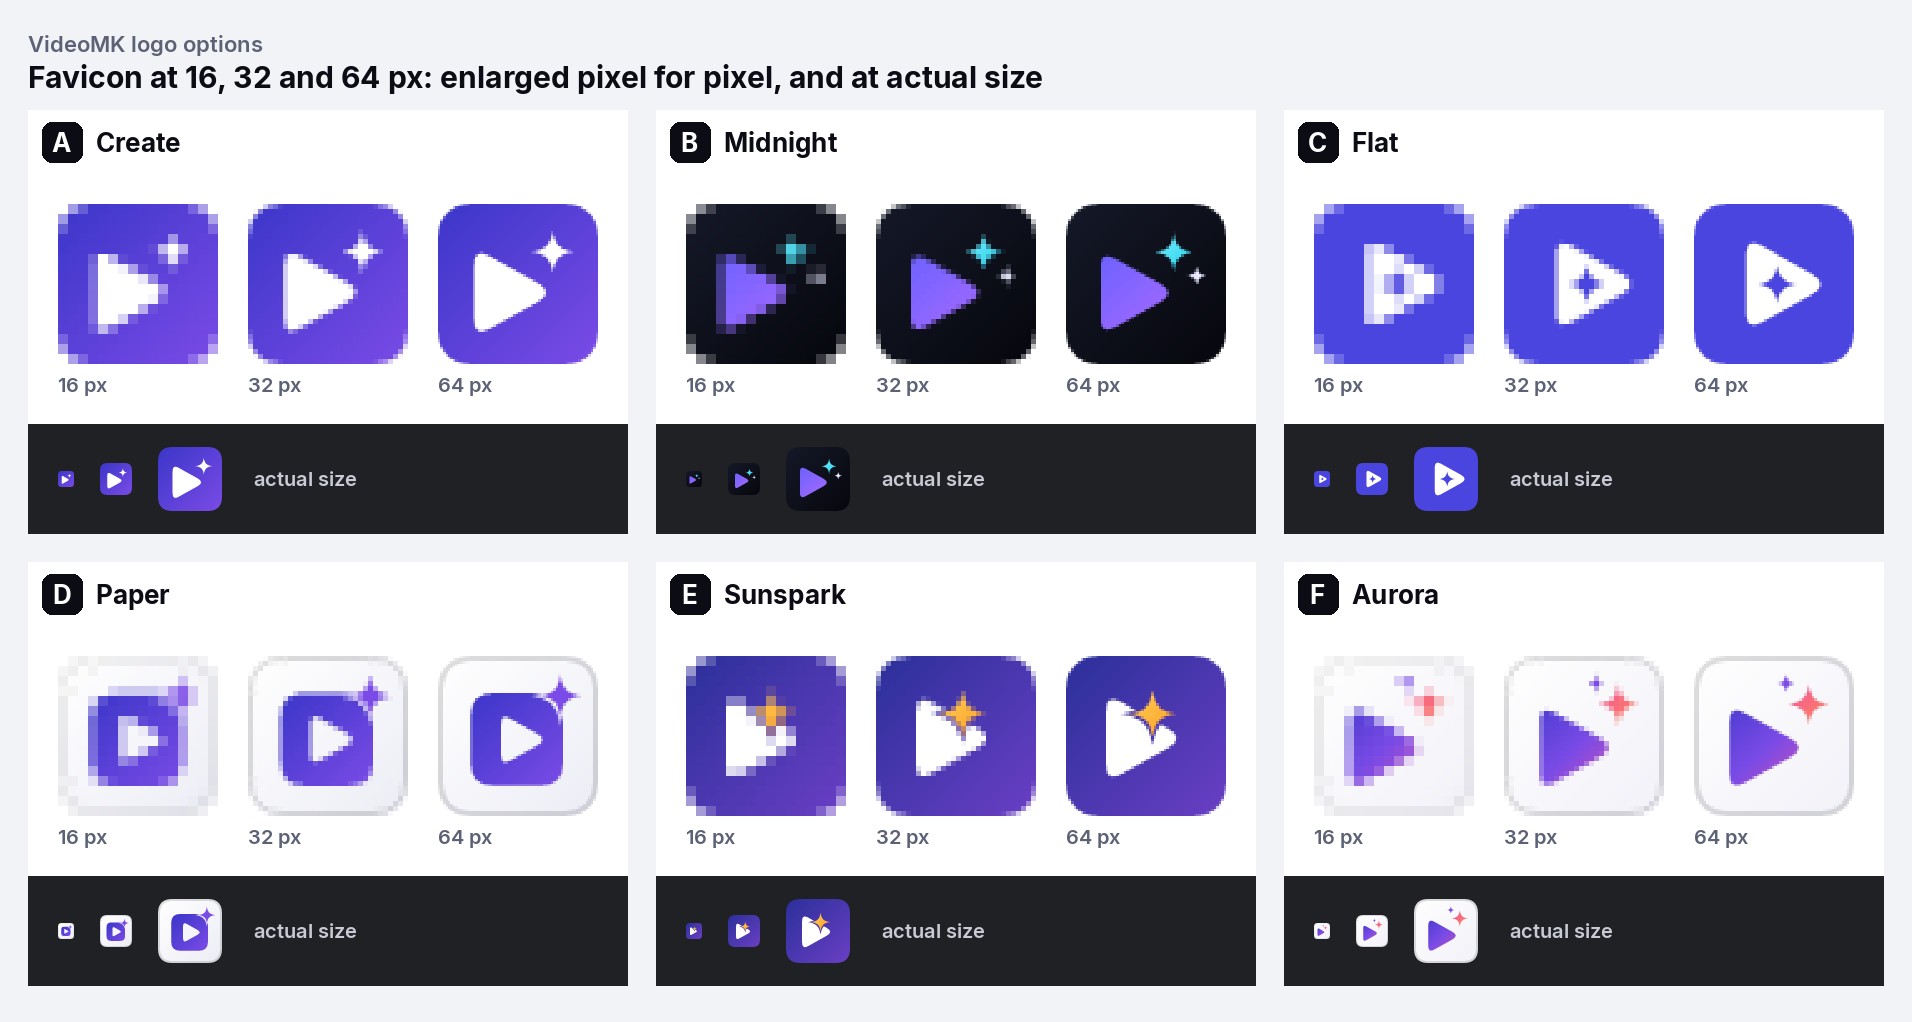 VideoMK logo options
Favicon at 16, 32 and 64 px: enlarged pixel for pixel, and at actual size
A Create
16 px 32 px 64 px
actual size
B Midnight
16 px 32 px 64 px
actual size
C Flat
16 px 32 px 64 px
actual size
D Paper
16 px 32 px 64 px
actual size
E Sunspark
16 px 32 px 64 px
actual size
F Aurora
16 px 32 px 64 px
actual size